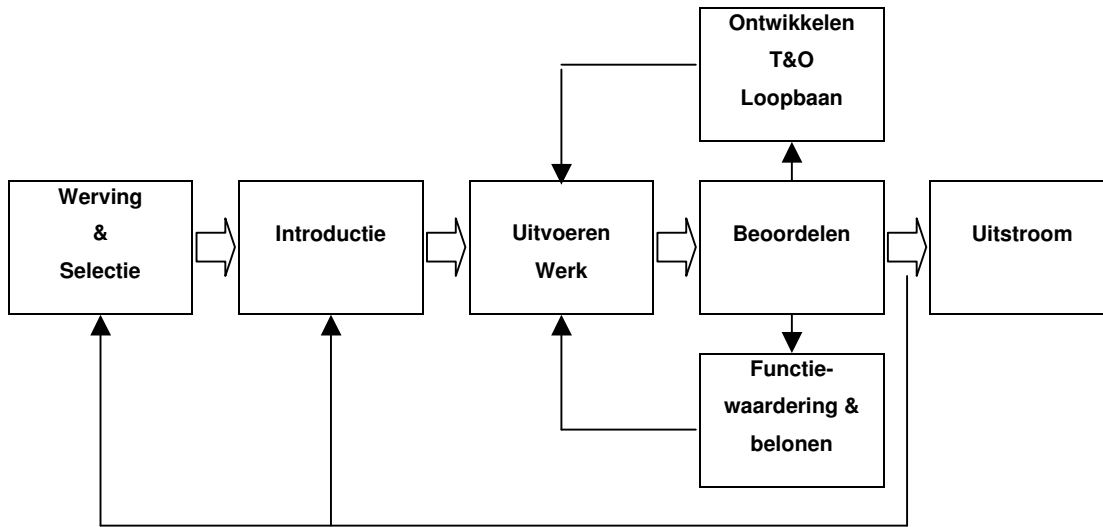 Ontwikkelen
T&O
Loopbaan
Werving
&
Selectie
Introductie
Uitvoeren
Werk
Beoordelen
Uitstroom
Functie-
waardering &
belonen